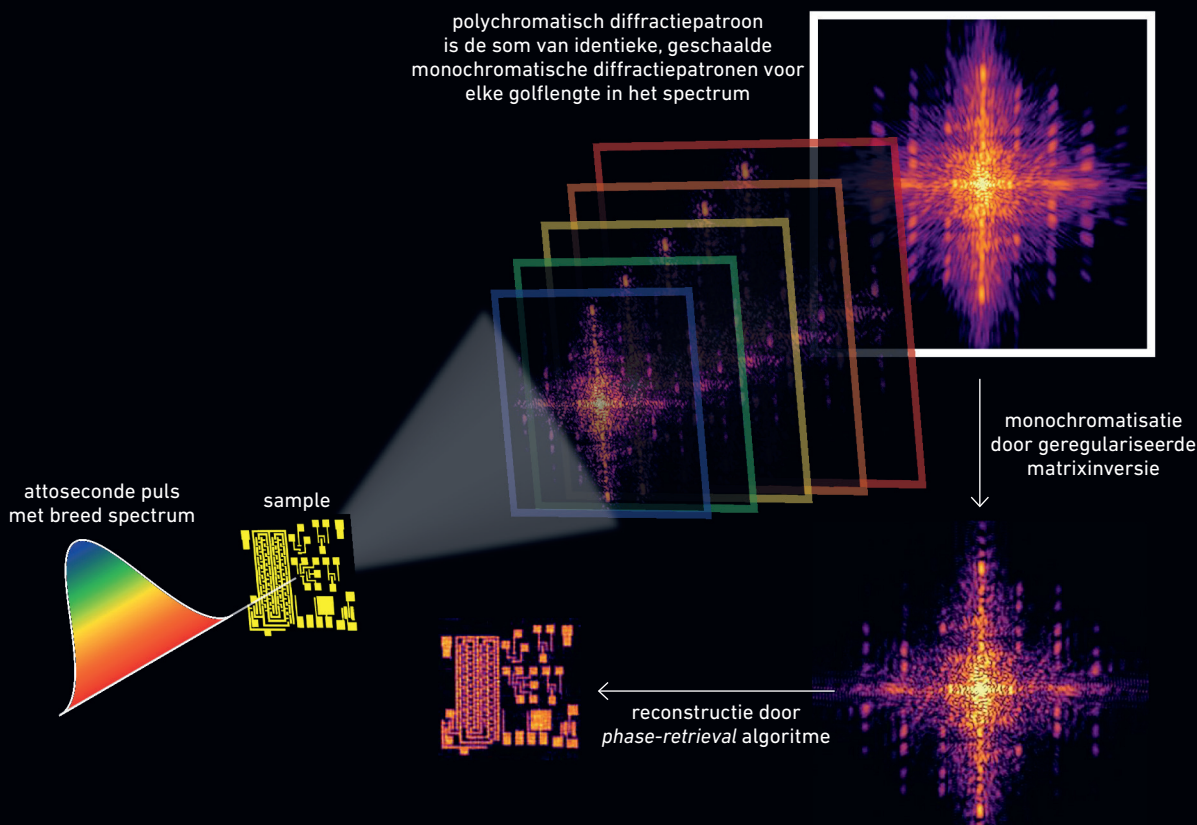 polychromatisch diffractiepatroon
is de som van identieke, geschaalde
monochromatische diffractiepatronen voor
elke golflengte in het spectrum
monochromatisatie
door geregulariseerde
matrixinversie
attoseconde puls
met breed spectrum
sample
reconstructie door
phase-retrieval algoritme